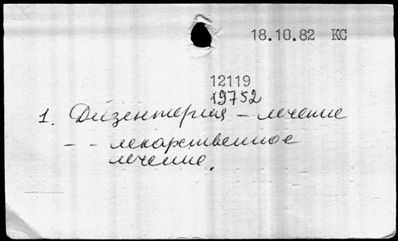 18.10.82 КС
12119
19752
1. Дизентерия – лечение
– – лекарственное
лечение.